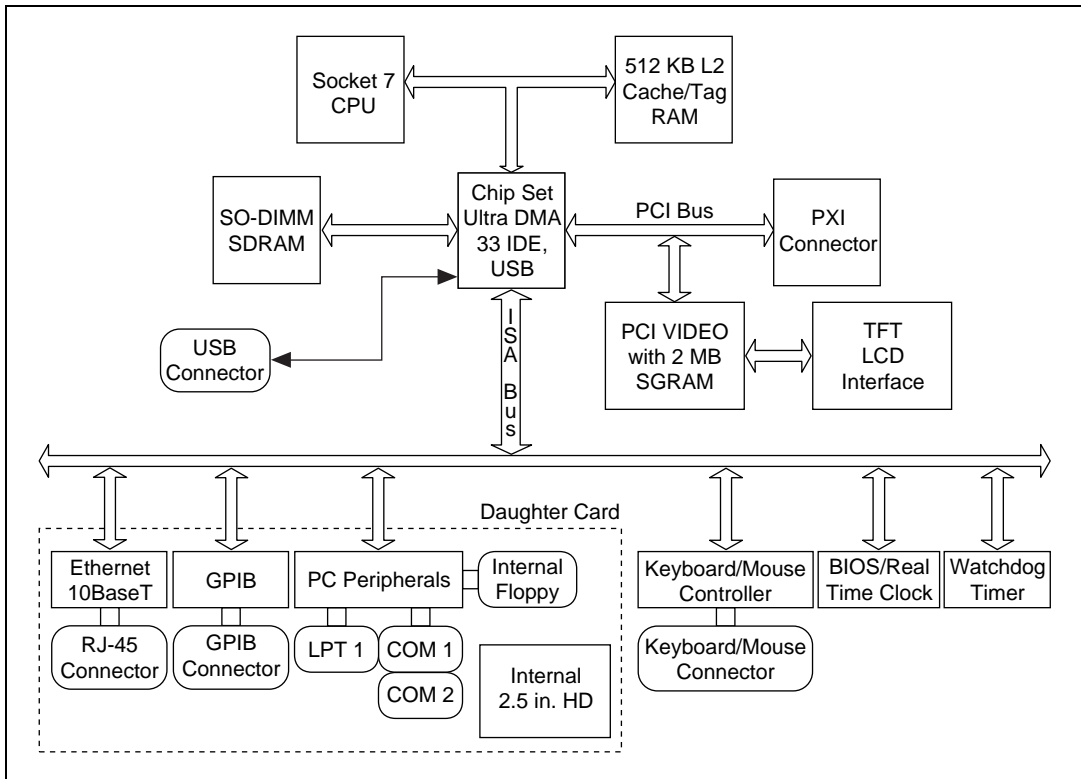 Socket 7
CPU
512 KB L2
Cache/Tag
RAM
SO-DIMM
SDRAM
Chip Set
Ultra DMA
33 IDE,
USB
PCI Bus
PXI
Connector
USB
Connector
ISA Bus
PCI VIDEO
with 2 MB
SGRAM
TFT
LCD
Interface
Daughter Card
Ethernet
10BaseT
GPIB
PC Peripherals
Internal
Floppy
Keyboard/Mouse
Controller
BIOS/Real
Time Clock
Watchdog
Timer
RJ-45
Connector
GPIB
Connector
LPT 1
COM 1
COM 2
Internal
2.5 in. HD
Keyboard/Mouse
Connector